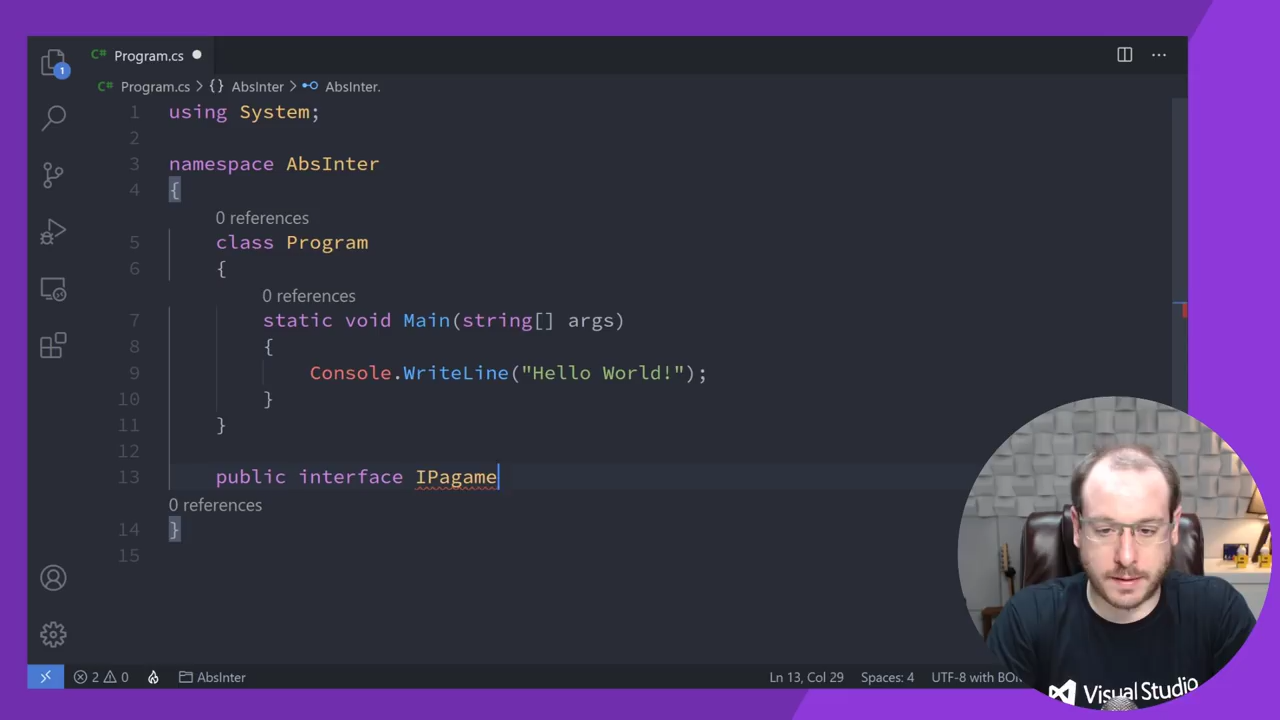 Program.cs
1
Program.cs > {} AbsInter > AbsInter.
1 using System;
2
3 namespace AbsInter
4 {
0 references
5 class Program
6 {
0 references
7 static void Main(string[] args)
8 {
9 Console.WriteLine("Hello World!");
10 }
11 }
12
13 public interface IPagame
0 references
14 }
15
2 0 AbsInter Ln 13, Col 29 Spaces: 4 UTF-8 with BOM
Visual Studio